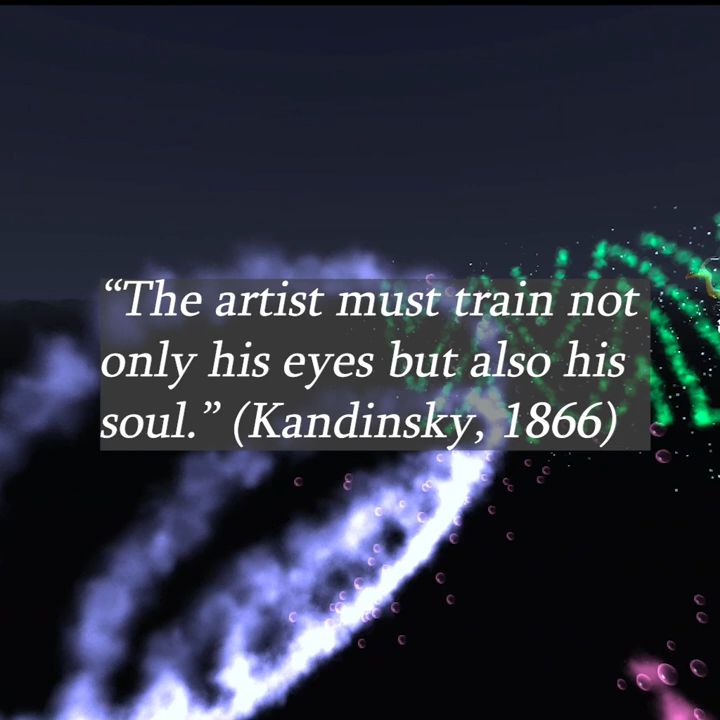 “The artist must train not
only his eyes but also his
soul.” (Kandinsky, 1866)